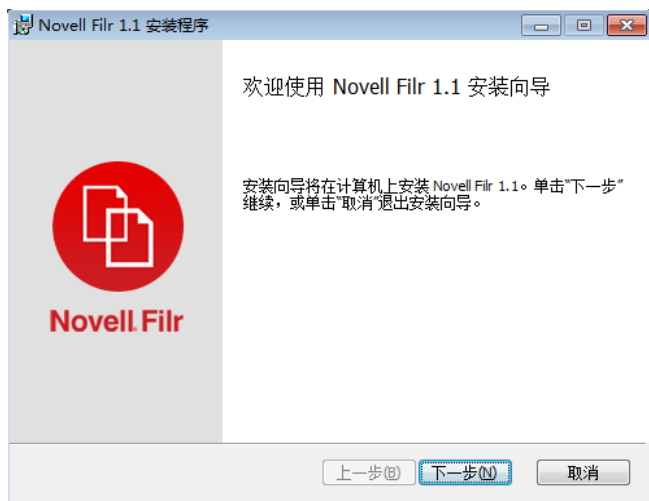 Novell Filr 1.1 安装程序
欢迎使用 Novell Filr 1.1 安装向导
安装向导将在计算机上安装 Novell Filr 1.1。单击“下一步”
继续，或单击“取消”退出安装向导。
Novell. Filr
上一步(B) 下一步(N) 取消